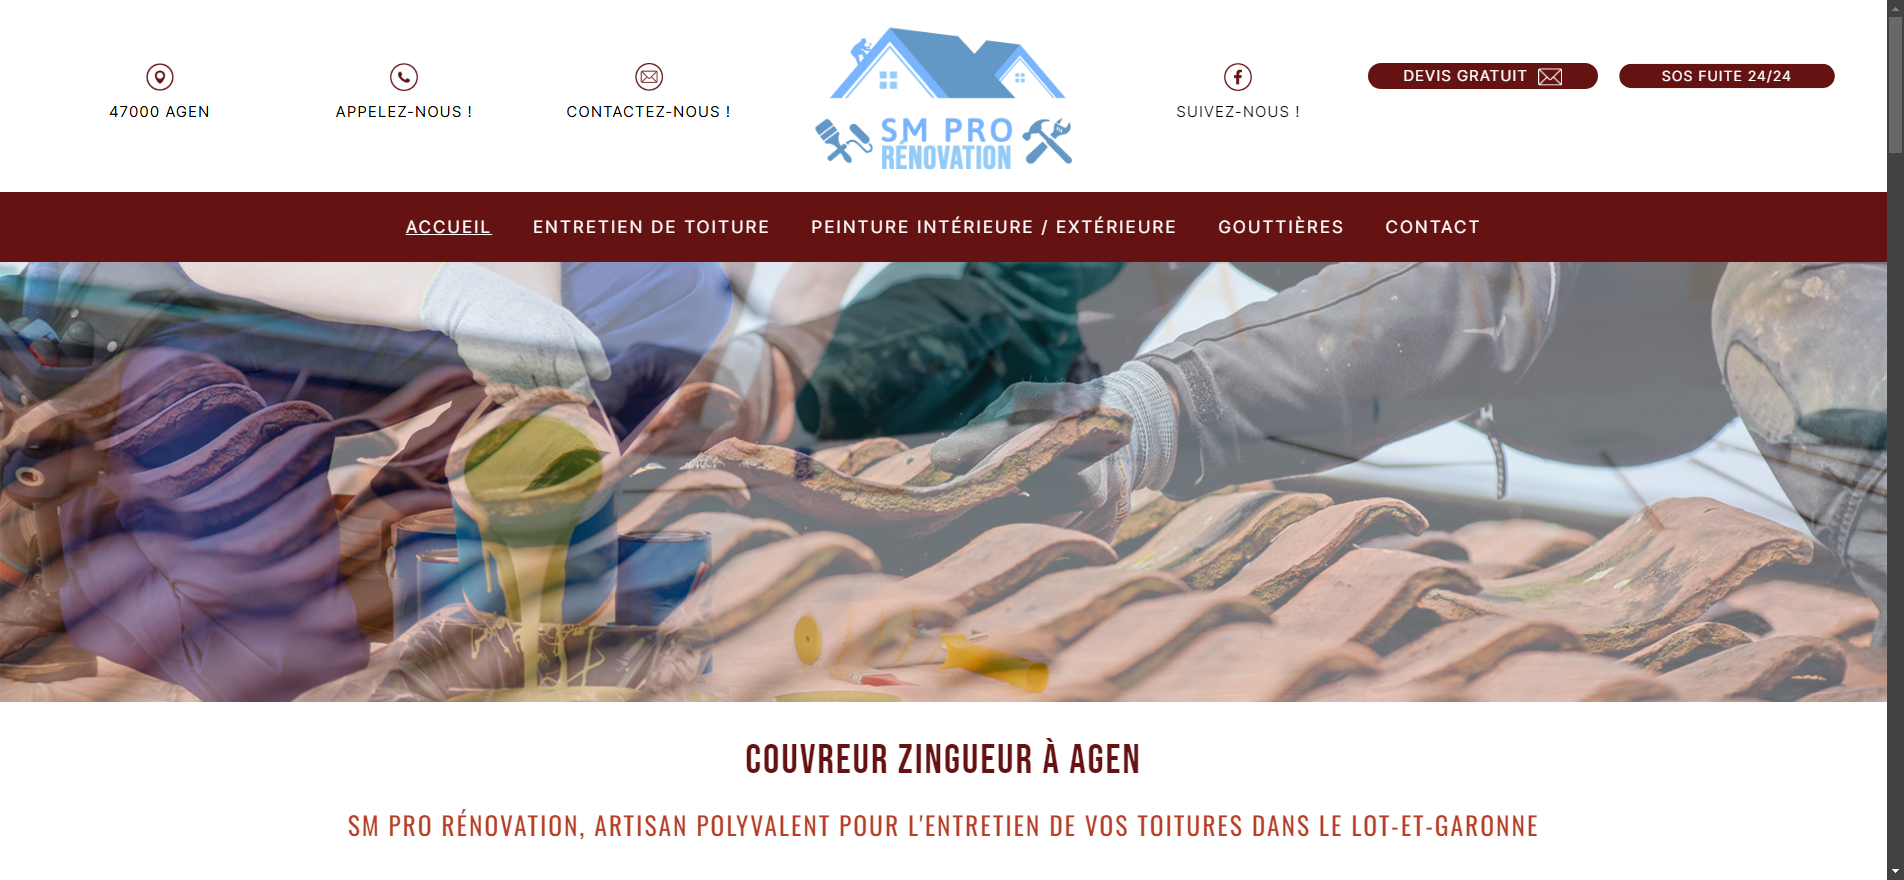 47000 AGEN
APPELEZ-NOUS !
CONTACTEZ-NOUS !
SM PRO
RÉNOVATION
SUIVEZ-NOUS !
DEVIS GRATUIT
SOS FUITE 24/24
ACCUEIL
ENTRETIEN DE TOITURE
PEINTURE INTÉRIEURE / EXTÉRIEURE
GOUTTIÈRES
CONTACT
COUVREUR ZINGUEUR À AGEN
SM PRO RÉNOVATION, ARTISAN POLYVALENT POUR L'ENTRETIEN DE VOS TOITURES DANS LE LOT-ET-GARONNE